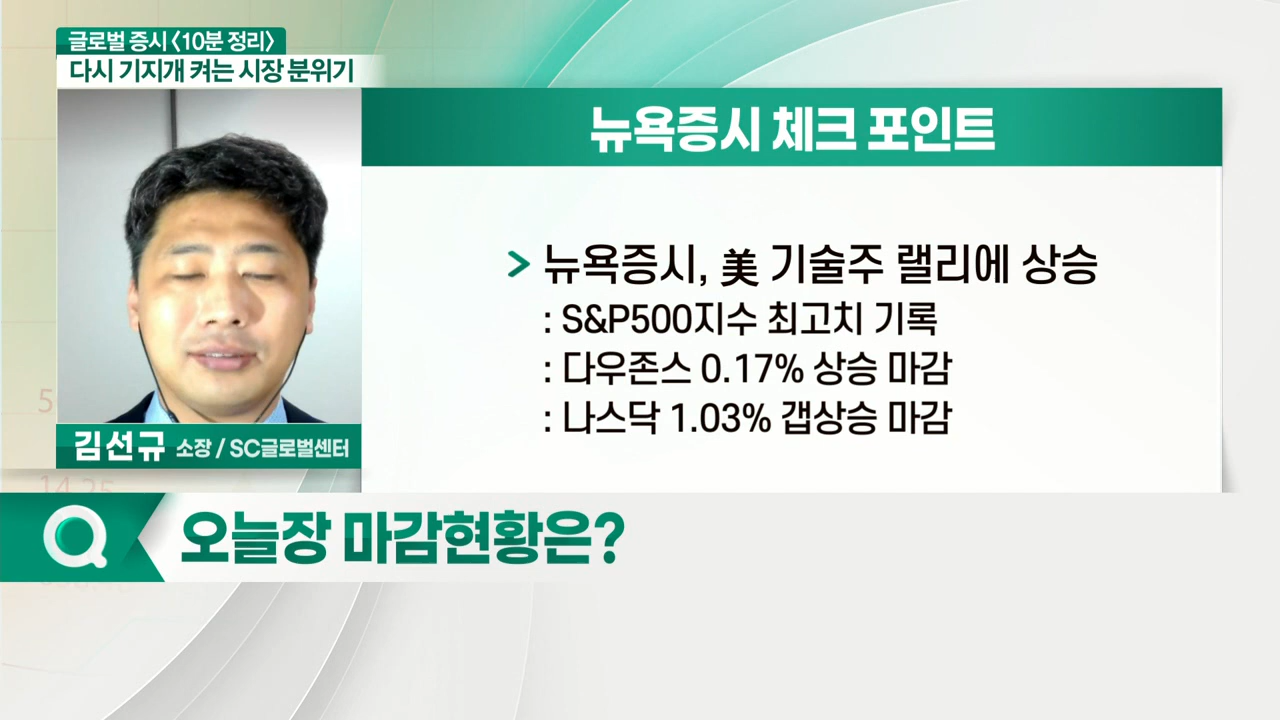 글로벌 증시 <10분 정리>
다시 기지개 켜는 시장 분위기
뉴욕증시 체크 포인트
뉴욕증시, 美 기술주 랠리에 상승
: S&P500지수 최고치 기록
: 다우존스 0.17% 상승 마감
: 나스닥 1.03% 갭상승 마감
김선규 소장 / SC글로벌센터
14.25
Q 오늘장 마감현황은?